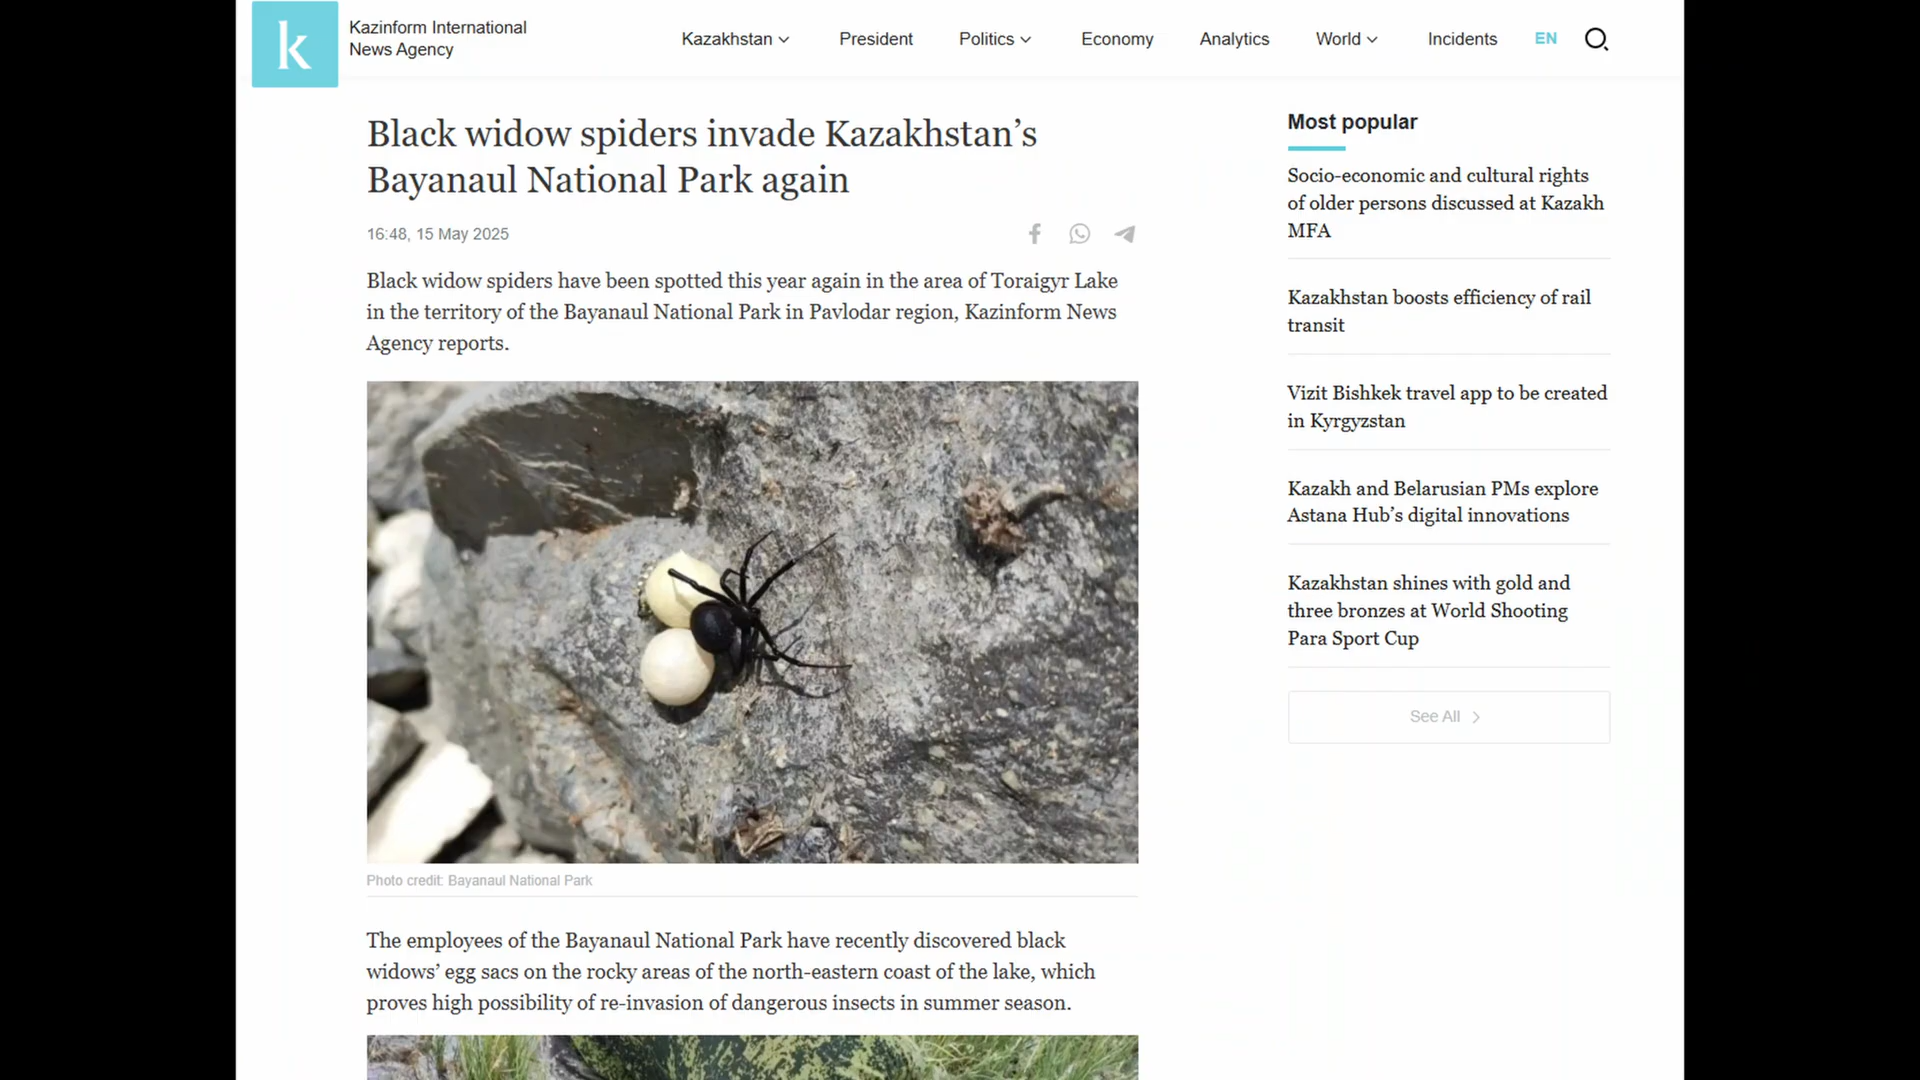 k
Kazinform International
News Agency
Kazakhstan
President
Politics
Economy
Analytics
World
Incidents
EN
Black widow spiders invade Kazakhstan’s
Bayanaul National Park again
16:48, 15 May 2025
Black widow spiders have been spotted this year again in the area of Toraigyr Lake
in the territory of the Bayanaul National Park in Pavlodar region, Kazinform News
Agency reports.
Photo credit: Bayanaul National Park
The employees of the Bayanaul National Park have recently discovered black
widows’ egg sacs on the rocky areas of the north-eastern coast of the lake, which
proves high possibility of re-invasion of dangerous insects in summer season.
Most popular
Socio-economic and cultural rights
of older persons discussed at Kazakh
MFA
Kazakhstan boosts efficiency of rail
transit
Vizit Bishkek travel app to be created
in Kyrgyzstan
Kazakh and Belarusian PMs explore
Astana Hub’s digital innovations
Kazakhstan shines with gold and
three bronzes at World Shooting
Para Sport Cup
See All